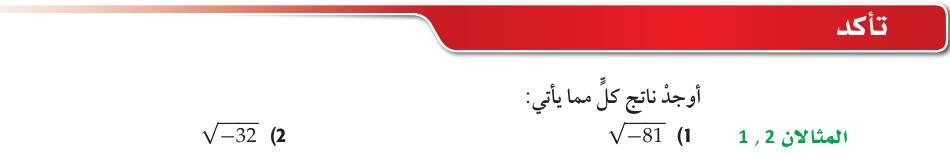 تأكد
أوجدْ ناتج كلٍّ مما يأتي:
المثالان 2 , 1 (1 √−81 (2 √−32